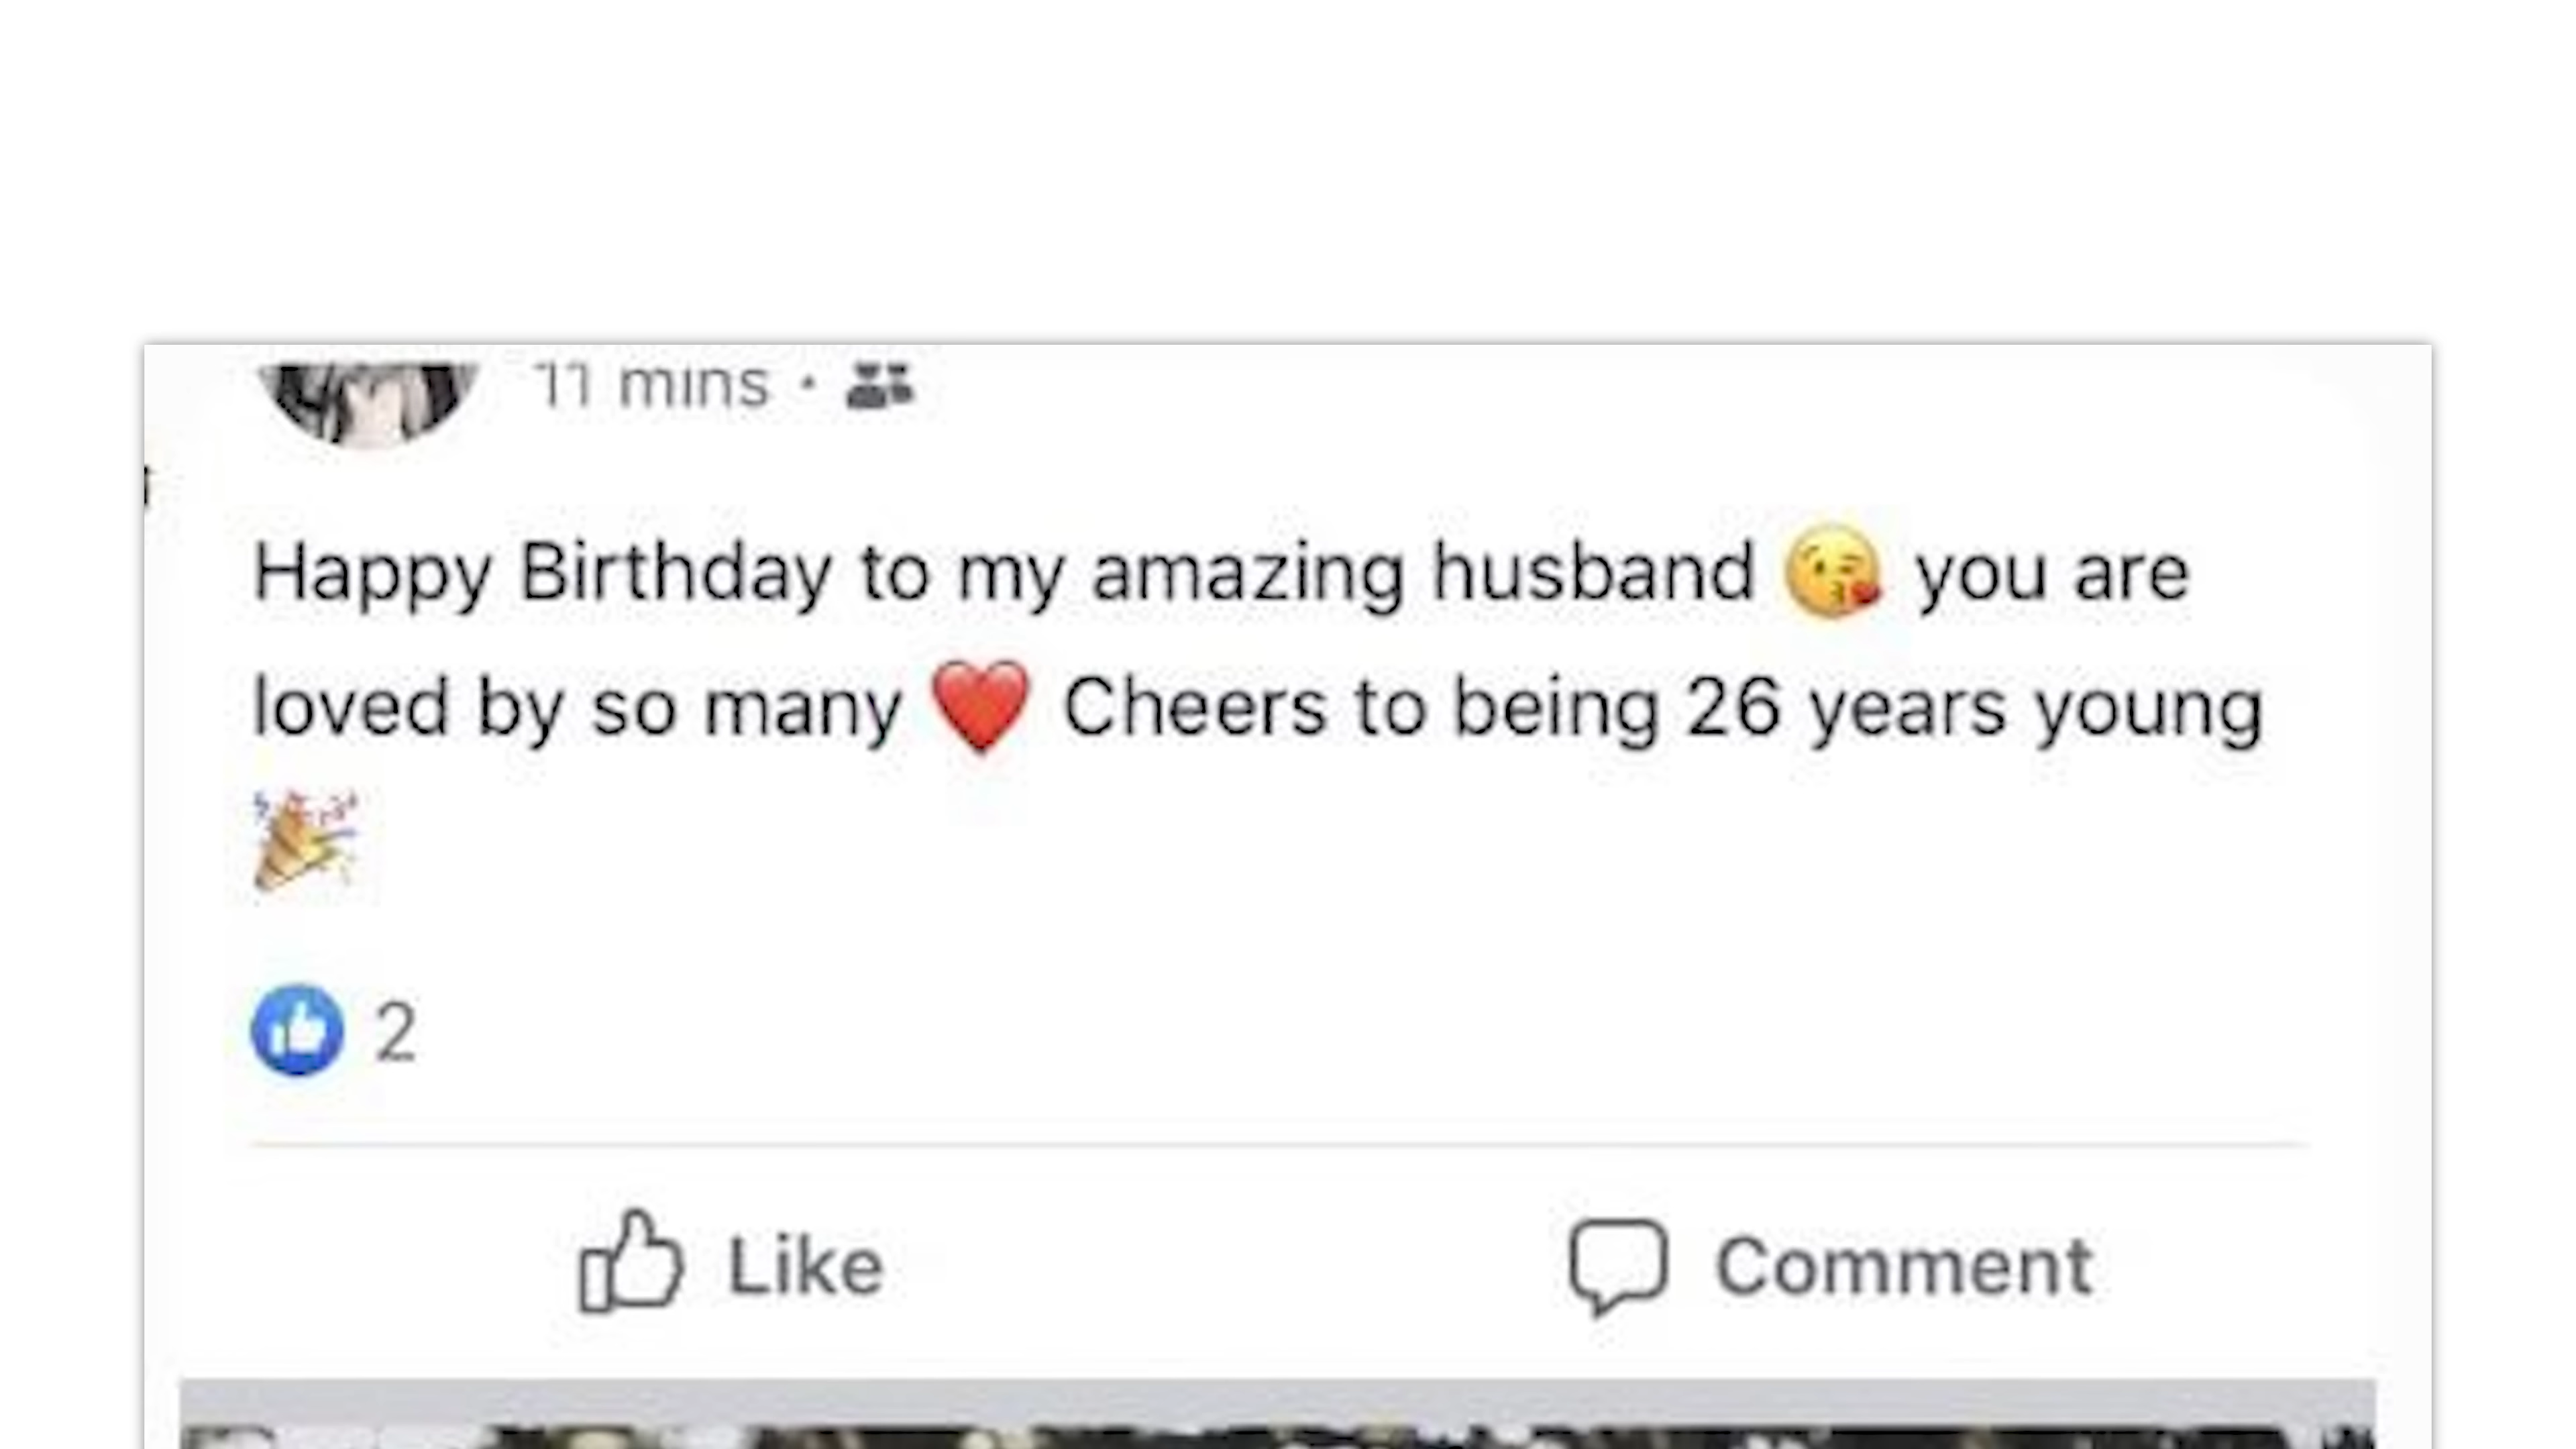 11 mins ·
Happy Birthday to my amazing husband 😘 you are
loved by so many ❤️ Cheers to being 26 years young
🎉
2
Like Comment